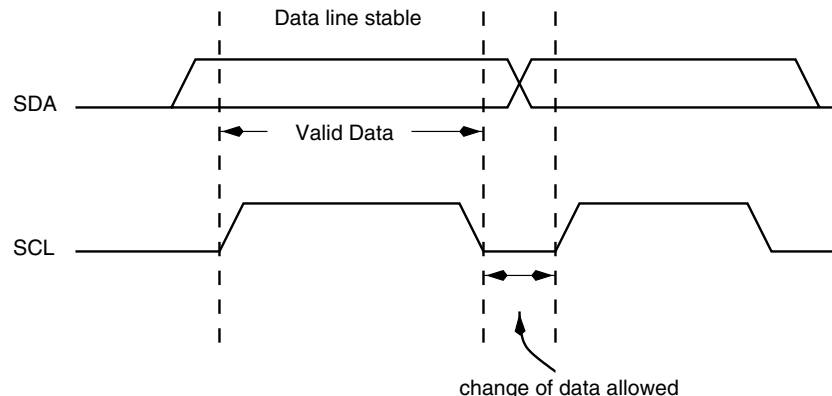 Data line stable
SDA
Valid Data
SCL
change of data allowed